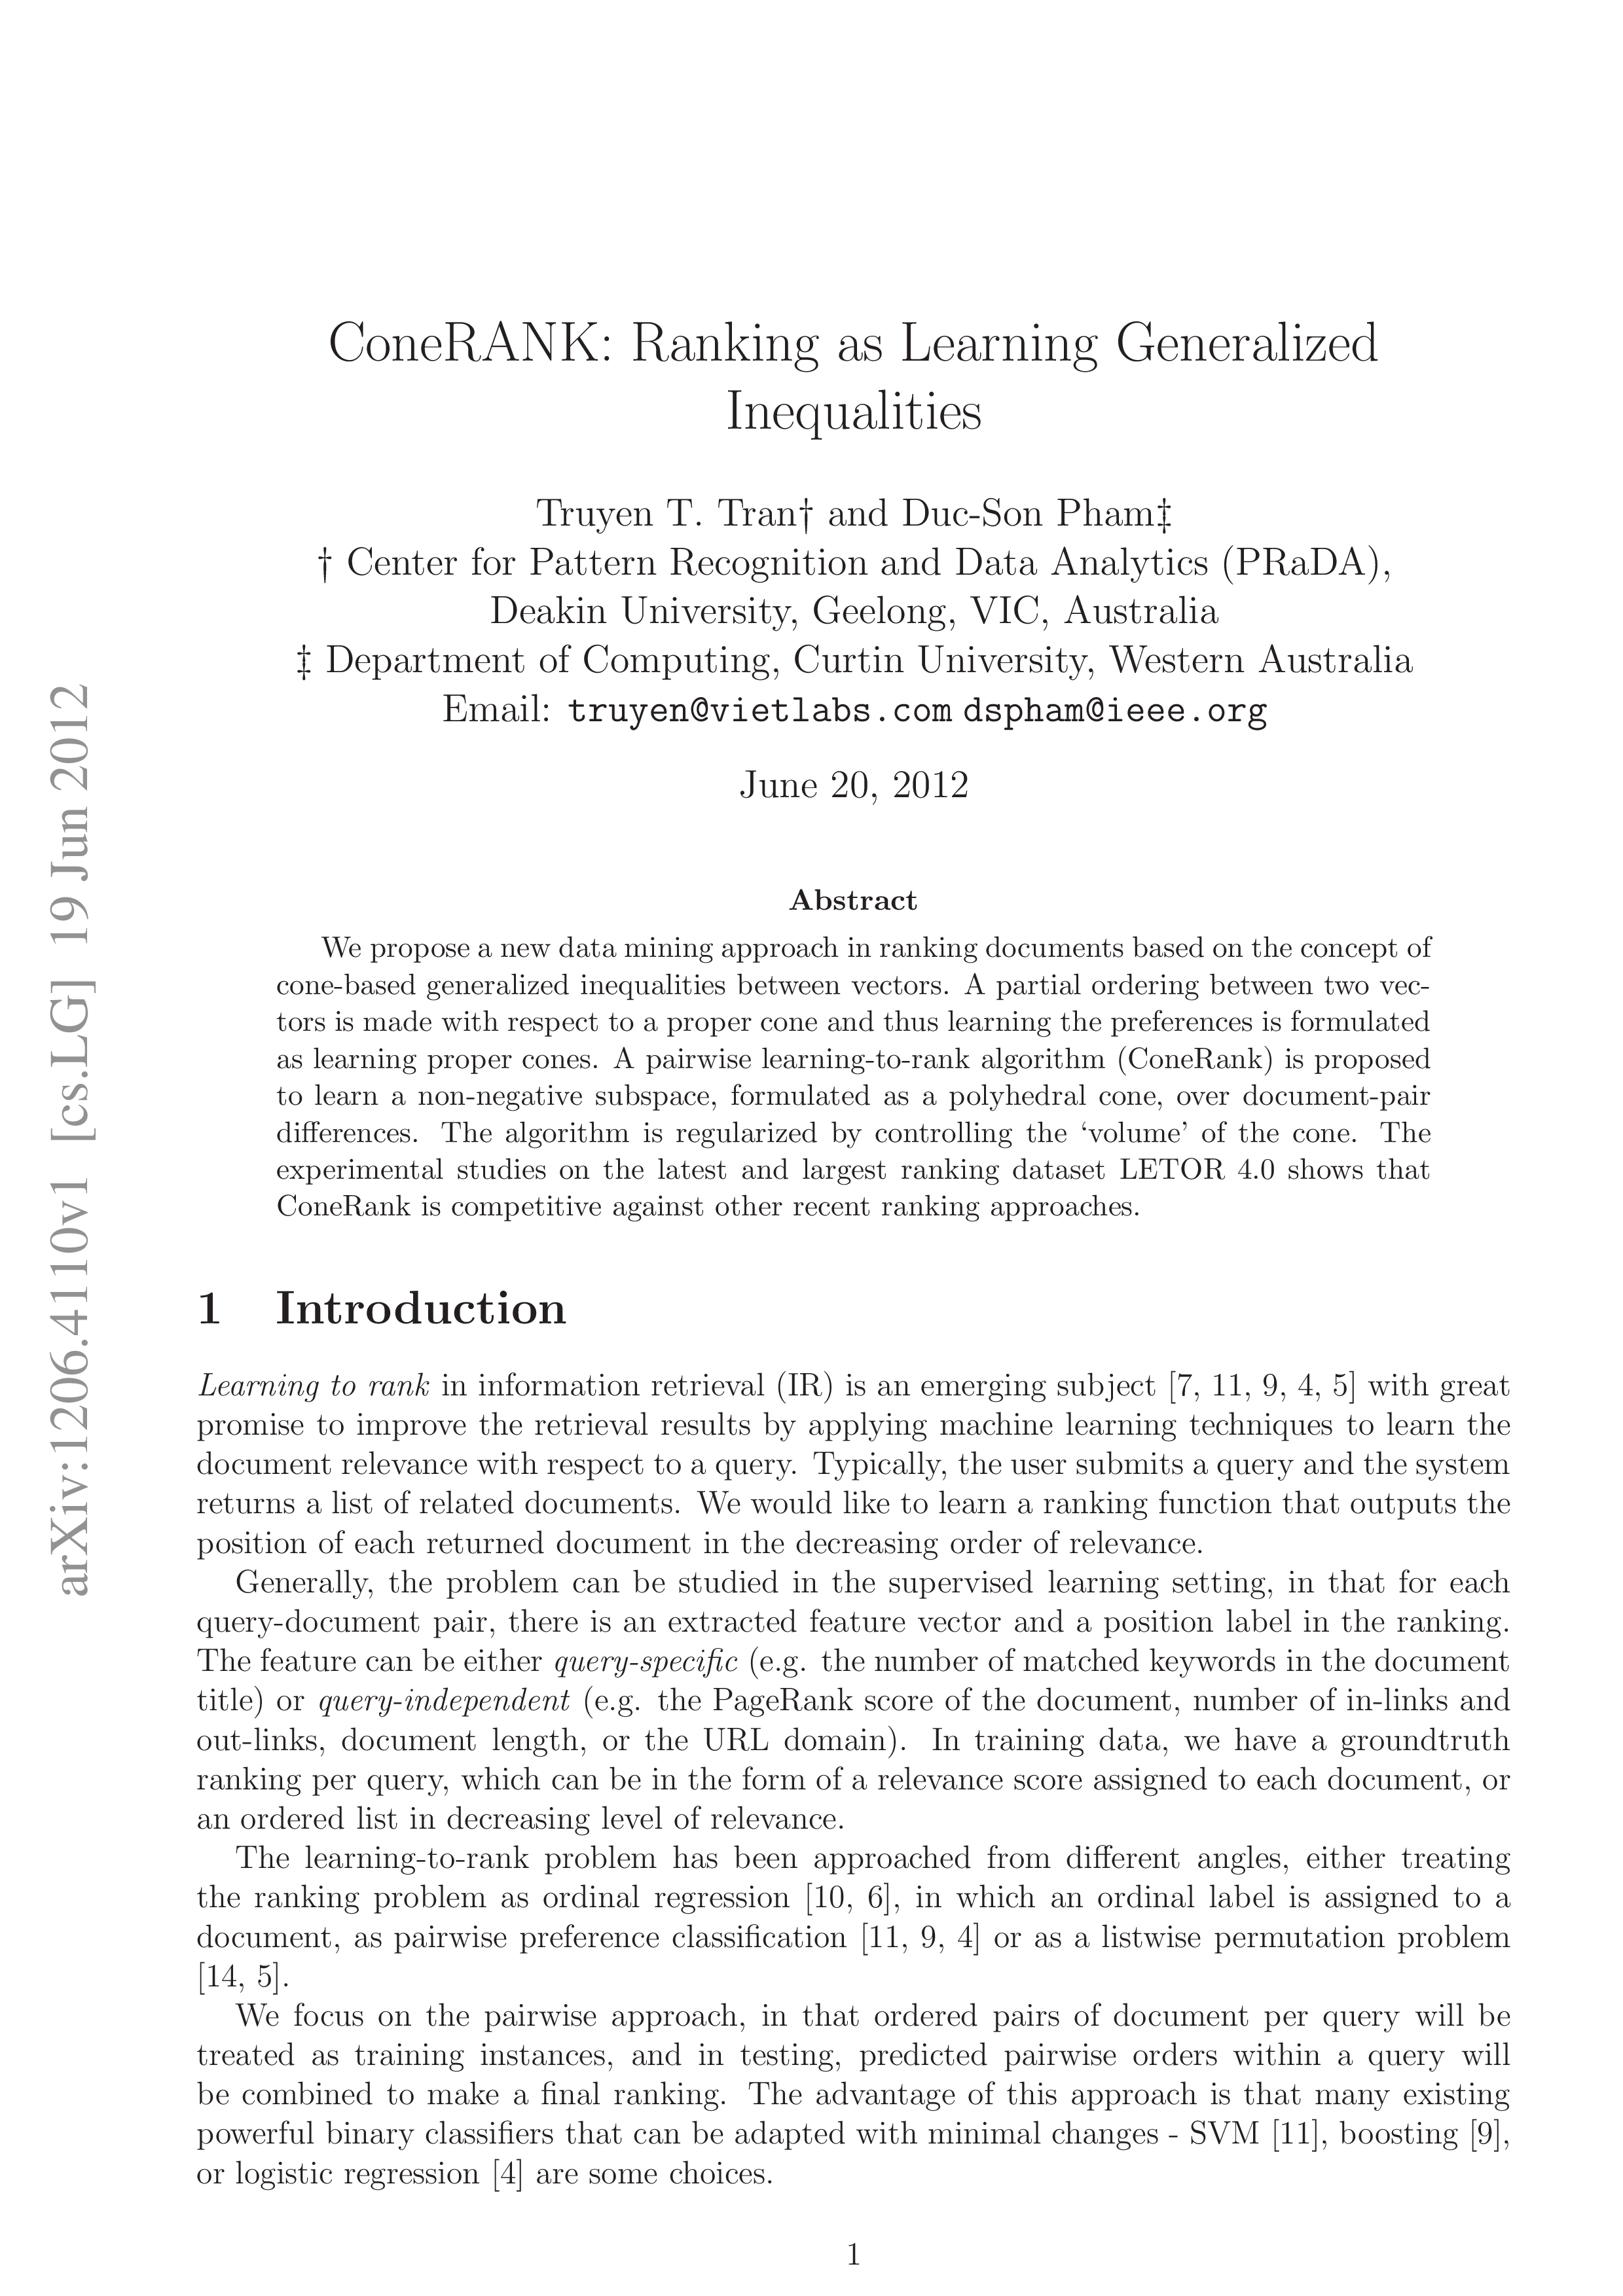 ConeRANK: Ranking as Learning Generalized
Inequalities
Truyen T. Tran† and Duc-Son Pham‡
† Center for Pattern Recognition and Data Analytics (PRaDA),
Deakin University, Geelong, VIC, Australia
‡ Department of Computing, Curtin University, Western Australia
Email: truyen@vietlabs.com dspham@ieee.org
June 20, 2012
Abstract
We propose a new data mining approach in ranking documents based on the concept of
cone-based generalized inequalities between vectors. A partial ordering between two vec-
tors is made with respect to a proper cone and thus learning the preferences is formulated
as learning proper cones. A pairwise learning-to-rank algorithm (ConeRank) is proposed
to learn a non-negative subspace, formulated as a polyhedral cone, over document-pair
differences. The algorithm is regularized by controlling the ‘volume’ of the cone. The
experimental studies on the latest and largest ranking dataset LETOR 4.0 shows that
ConeRank is competitive against other recent ranking approaches.
1 Introduction
Learning to rank in information retrieval (IR) is an emerging subject [7, 11, 9, 4, 5] with great
promise to improve the retrieval results by applying machine learning techniques to learn the
document relevance with respect to a query. Typically, the user submits a query and the system
returns a list of related documents. We would like to learn a ranking function that outputs the
position of each returned document in the decreasing order of relevance.
Generally, the problem can be studied in the supervised learning setting, in that for each
query-document pair, there is an extracted feature vector and a position label in the ranking.
The feature can be either query-specific (e.g. the number of matched keywords in the document
title) or query-independent (e.g. the PageRank score of the document, number of in-links and
out-links, document length, or the URL domain). In training data, we have a groundtruth
ranking per query, which can be in the form of a relevance score assigned to each document, or
an ordered list in decreasing level of relevance.
The learning-to-rank problem has been approached from different angles, either treating
the ranking problem as ordinal regression [10, 6], in which an ordinal label is assigned to a
document, as pairwise preference classification [11, 9, 4] or as a listwise permutation problem
[14, 5].
We focus on the pairwise approach, in that ordered pairs of document per query will be
treated as training instances, and in testing, predicted pairwise orders within a query will
be combined to make a final ranking. The advantage of this approach is that many existing
powerful binary classifiers that can be adapted with minimal changes - SVM [11], boosting [9],
or logistic regression [4] are some choices.
1
arXiv:1206.4110v1 [cs.LG] 19 Jun 2012